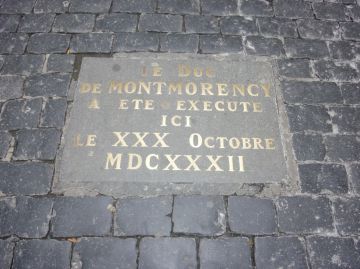 LE DUC
DE MONTMORENCY
A ETE EXECUTE
ICI
LE XXX OCTOBRE
MDCXXXII